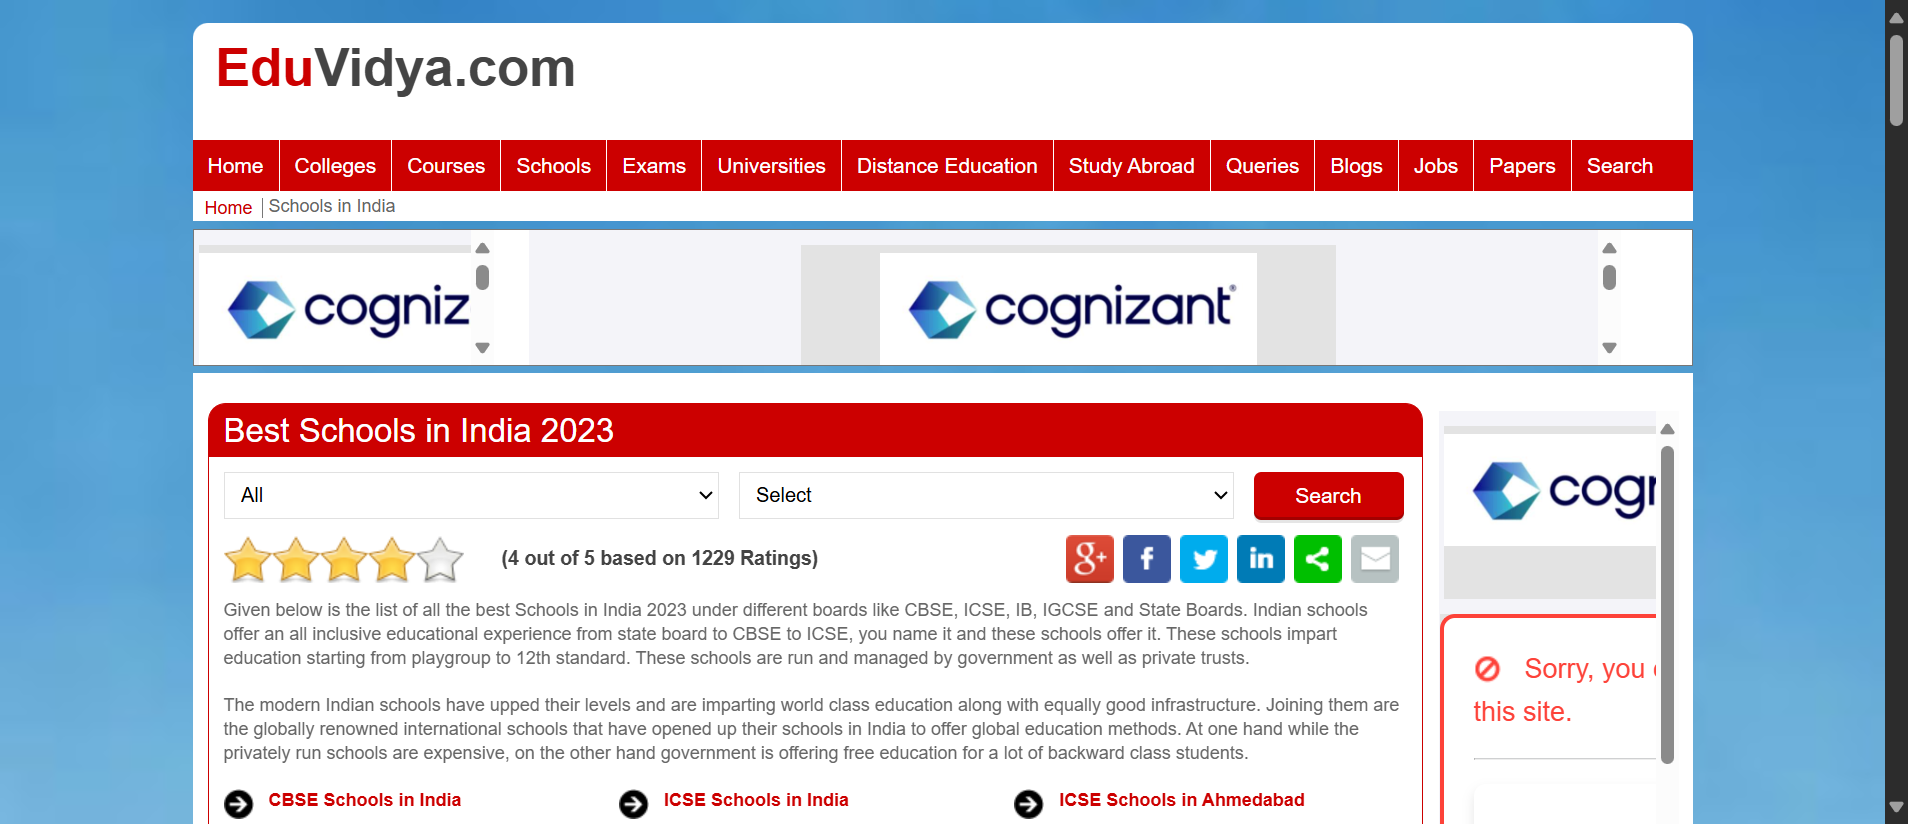 EduVidya.com
Home Colleges Courses Schools Exams Universities Distance Education Study Abroad Queries Blogs Jobs Papers Search
Home Schools in India
cogniz
cognizant®
Best Schools in India 2023
All Select Search
(4 out of 5 based on 1229 Ratings)
Given below is the list of all the best Schools in India 2023 under different boards like CBSE, ICSE, IB, IGCSE and State Boards. Indian schools
offer an all inclusive educational experience from state board to CBSE to ICSE, you name it and these schools offer it. These schools impart
education starting from playgroup to 12th standard. These schools are run and managed by government as well as private trusts.
The modern Indian schools have upped their levels and are imparting world class education along with equally good infrastructure. Joining them are
the globally renowned international schools that have opened up their schools in India to offer global education methods. At one hand while the
privately run schools are expensive, on the other hand government is offering free education for a lot of backward class students.
CBSE Schools in India ICSE Schools in India ICSE Schools in Ahmedabad
cog
Sorry, you
this site.